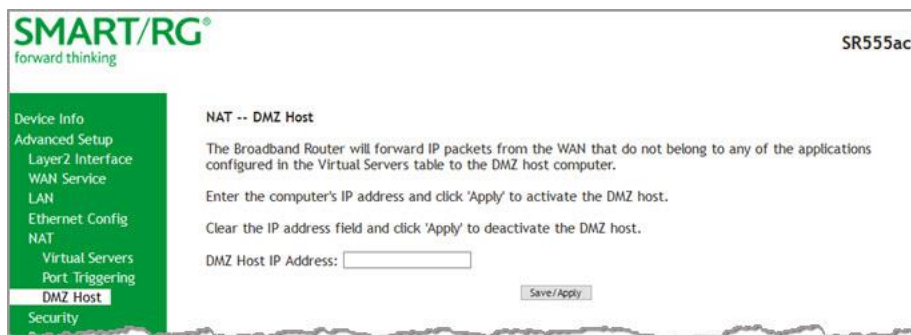 SMART/RG®
forward thinking
SR555ac
Device Info
Advanced Setup
Layer2 Interface
WAN Service
LAN
Ethernet Config
NAT
Virtual Servers
Port Triggering
DMZ Host
Security
NAT -- DMZ Host
The Broadband Router will forward IP packets from the WAN that do not belong to any of the applications
configured in the Virtual Servers table to the DMZ host computer.
Enter the computer's IP address and click 'Apply' to activate the DMZ host.
Clear the IP address field and click 'Apply' to deactivate the DMZ host.
DMZ Host IP Address:
Save/Apply